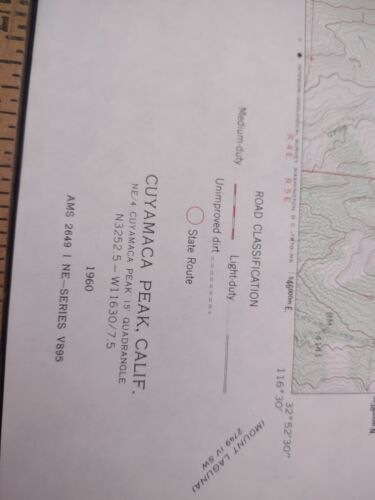 ROAD CLASSIFICATION
Medium-duty
Light-duty
Unimproved dirt
State Route
CUYAMACA PEAK, CALIF.
NE/4 CUYAMACA PEAK 15' QUADRANGLE
N3252.5—W11630/7.5
1960
AMS 2649 I NE-SERIES V895
R 4 E
R 5 E
32°52'30"
116°30'
(MOUNT LAGUNA)
2749 IV SW